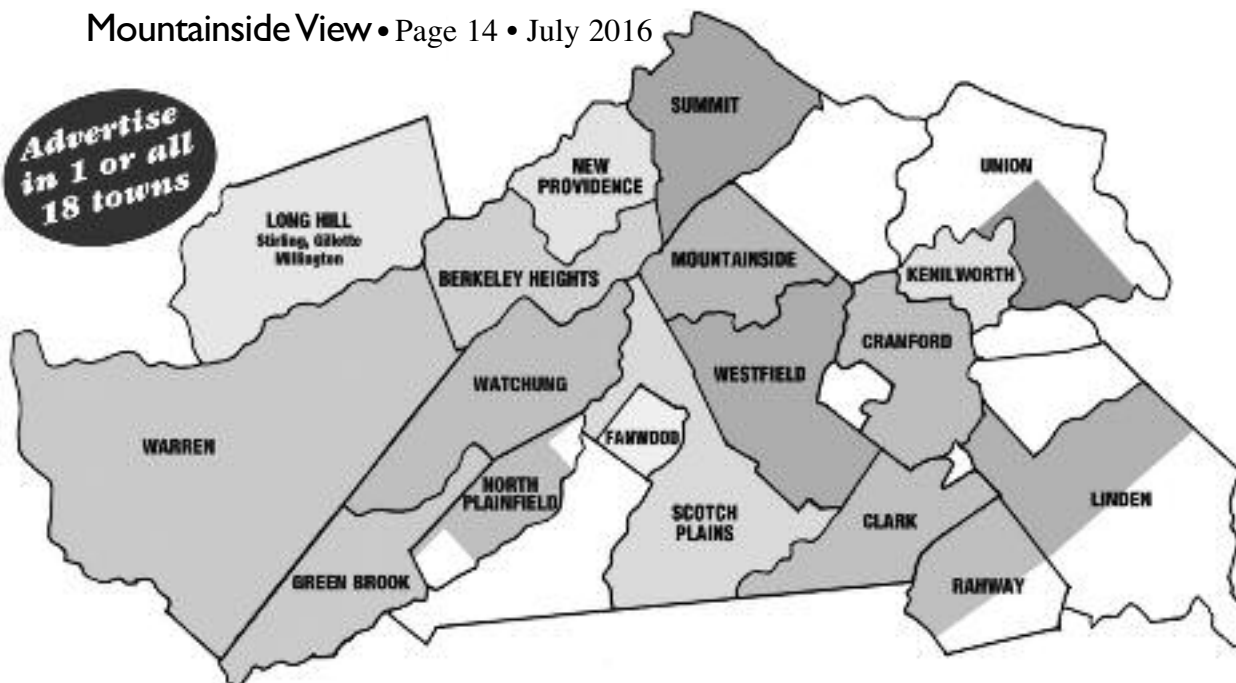 Mountainside View • Page 14 • July 2016
Advertise
in 1 or all
18 towns
SUMMIT
NEW
PROVIDENCE
UNION
LONG HILL
Stirling, Gillette
Millington
BERKELEY HEIGHTS
MOUNTAINSIDE
KENILWORTH
CRANFORD
WATCHUNG
WESTFIELD
WARREN
FANWOOD
NORTH
PLAINFIELD
SCOTCH
PLAINS
CLARK
LINDEN
GREEN BROOK
RAHWAY